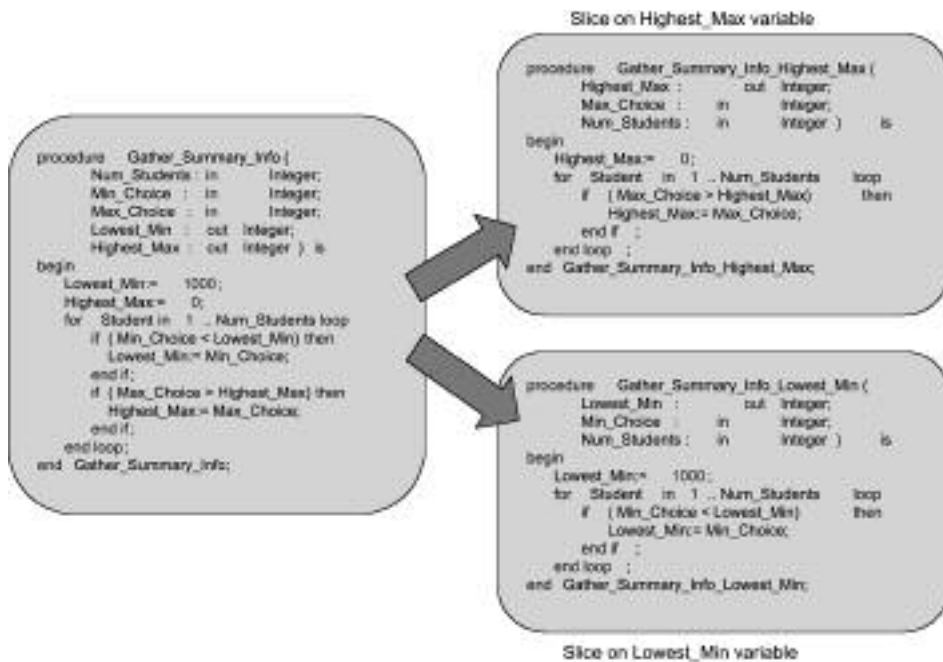 Slice on Highest_Max variable
procedure Gather_Summary_Info_Highest_Max (
Highest_Max : out Integer;
Max_Choice : in Integer;
Num_Students : in Integer ) is
begin
Highest_Max:= 0;
for Student in 1 .. Num_Students loop
if ( Max_Choice > Highest_Max) then
Highest_Max:= Max_Choice;
end if ;
end loop ;
end Gather_Summary_Info_Highest_Max;
procedure Gather_Summary_Info (
Num_Students : in Integer;
Min_Choice : in Integer;
Max_Choice : in Integer;
Lowest_Min : out Integer;
Highest_Max : out Integer ) is
begin
Lowest_Min:= 1000;
Highest_Max:= 0;
for Student in 1 .. Num_Students loop
if ( Min_Choice < Lowest_Min) then
Lowest_Min:= Min_Choice;
end if;
if ( Max_Choice > Highest_Max) then
Highest_Max:= Max_Choice;
end if;
end loop;
end Gather_Summary_Info;
procedure Gather_Summary_Info_Lowest_Min (
Lowest_Min : out Integer;
Min_Choice : in Integer;
Num_Students : in Integer ) is
begin
Lowest_Min:= 1000;
for Student in 1 .. Num_Students loop
if ( Min_Choice < Lowest_Min) then
Lowest_Min:= Min_Choice;
end if ;
end loop ;
end Gather_Summary_Info_Lowest_Min;
Slice on Lowest_Min variable